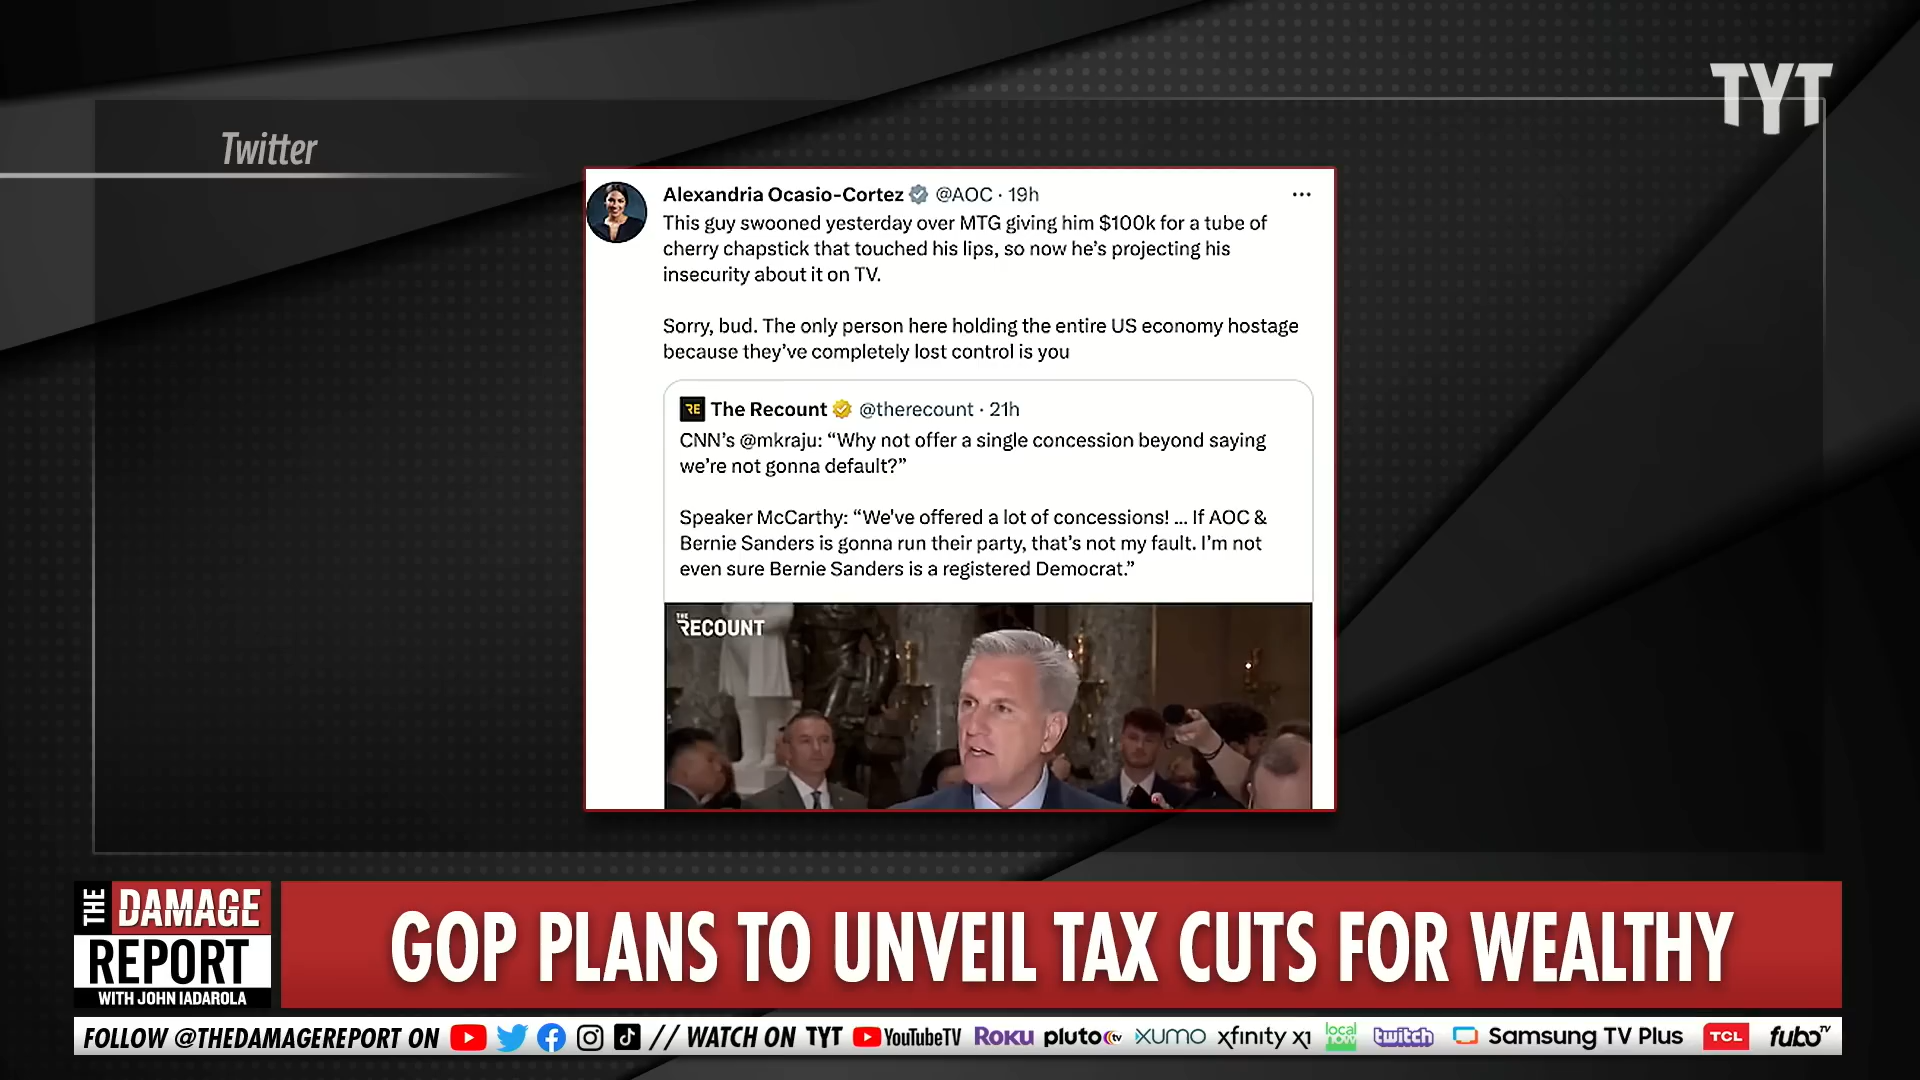 TYT
Twitter
Alexandria Ocasio-Cortez @AOC · 19h
This guy swooned yesterday over MTG giving him $100k for a tube of
cherry chapstick that touched his lips, so now he’s projecting his
insecurity about it on TV.
Sorry, bud. The only person here holding the entire US economy hostage
because they’ve completely lost control is you
RE The Recount @therecount · 21h
CNN’s @mkraju: “Why not offer a single concession beyond saying
we’re not gonna default?”
Speaker McCarthy: “We've offered a lot of concessions! ... If AOC &
Bernie Sanders is gonna run their party, that’s not my fault. I’m not
even sure Bernie Sanders is a registered Democrat.”
THE
RECOUNT
THE DAMAGE
REPORT
WITH JOHN IADAROLA
GOP PLANS TO UNVEIL TAX CUTS FOR WEALTHY
FOLLOW @THEDAMAGEREPORT ON // WATCH ON TYT YouTubeTV ROKU pluto tv XUMO xfinity x1 local now twitch Samsung TV Plus TCL fubo TV